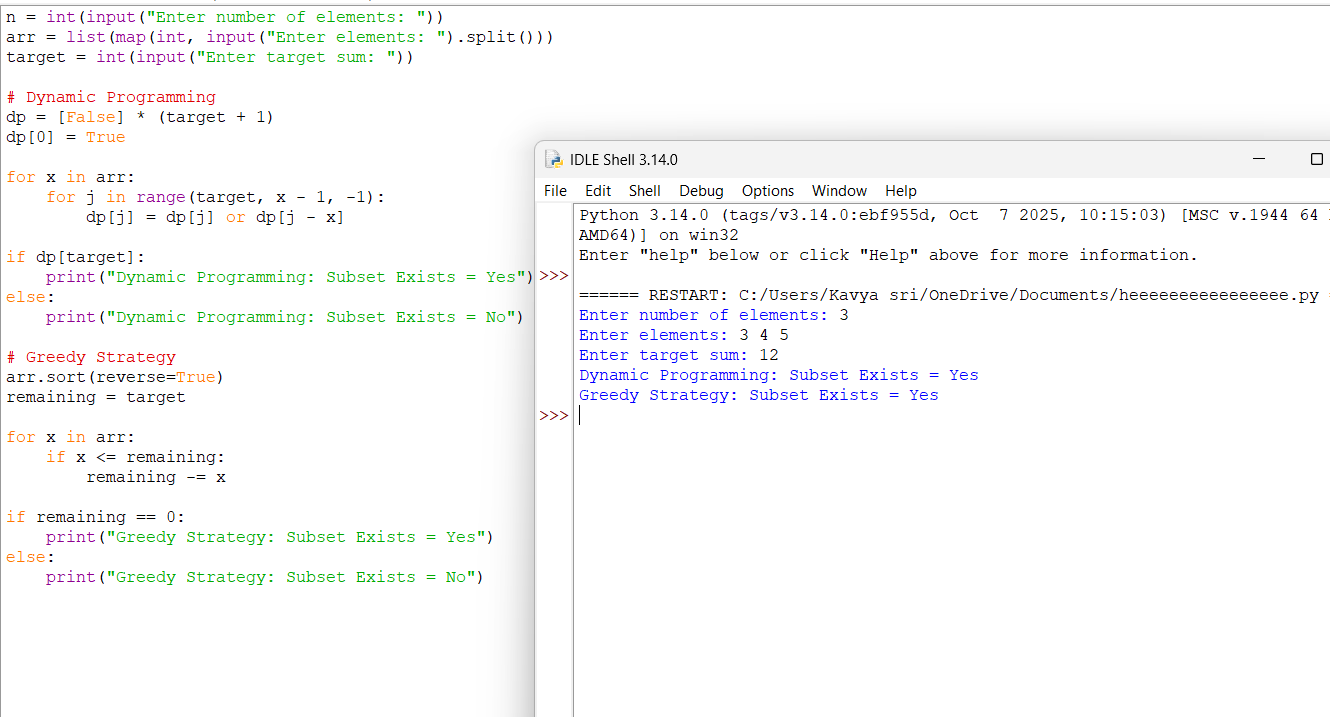 n = int(input("Enter number of elements: "))
arr = list(map(int, input("Enter elements: ").split()))
target = int(input("Enter target sum: "))
# Dynamic Programming
dp = [False] * (target + 1)
dp[0] = True
for x in arr:
    for j in range(target, x - 1, -1):
        dp[j] = dp[j] or dp[j - x]
if dp[target]:
    print("Dynamic Programming: Subset Exists = Yes")
else:
    print("Dynamic Programming: Subset Exists = No")
# Greedy Strategy
arr.sort(reverse=True)
remaining = target
for x in arr:
    if x <= remaining:
        remaining -= x
if remaining == 0:
    print("Greedy Strategy: Subset Exists = Yes")
else:
    print("Greedy Strategy: Subset Exists = No")
IDLE Shell 3.14.0
File Edit Shell Debug Options Window Help
Python 3.14.0 (tags/v3.14.0:ebf955d, Oct  7 2025, 10:15:03) [MSC v.1944 64
AMD64)] on win32
Enter "help" below or click "Help" above for more information.
>>>
====== RESTART: C:/Users/Kavya sri/OneDrive/Documents/heeeeeeeeeeeeeeee.py
Enter number of elements: 3
Enter elements: 3 4 5
Enter target sum: 12
Dynamic Programming: Subset Exists = Yes
Greedy Strategy: Subset Exists = Yes
>>>